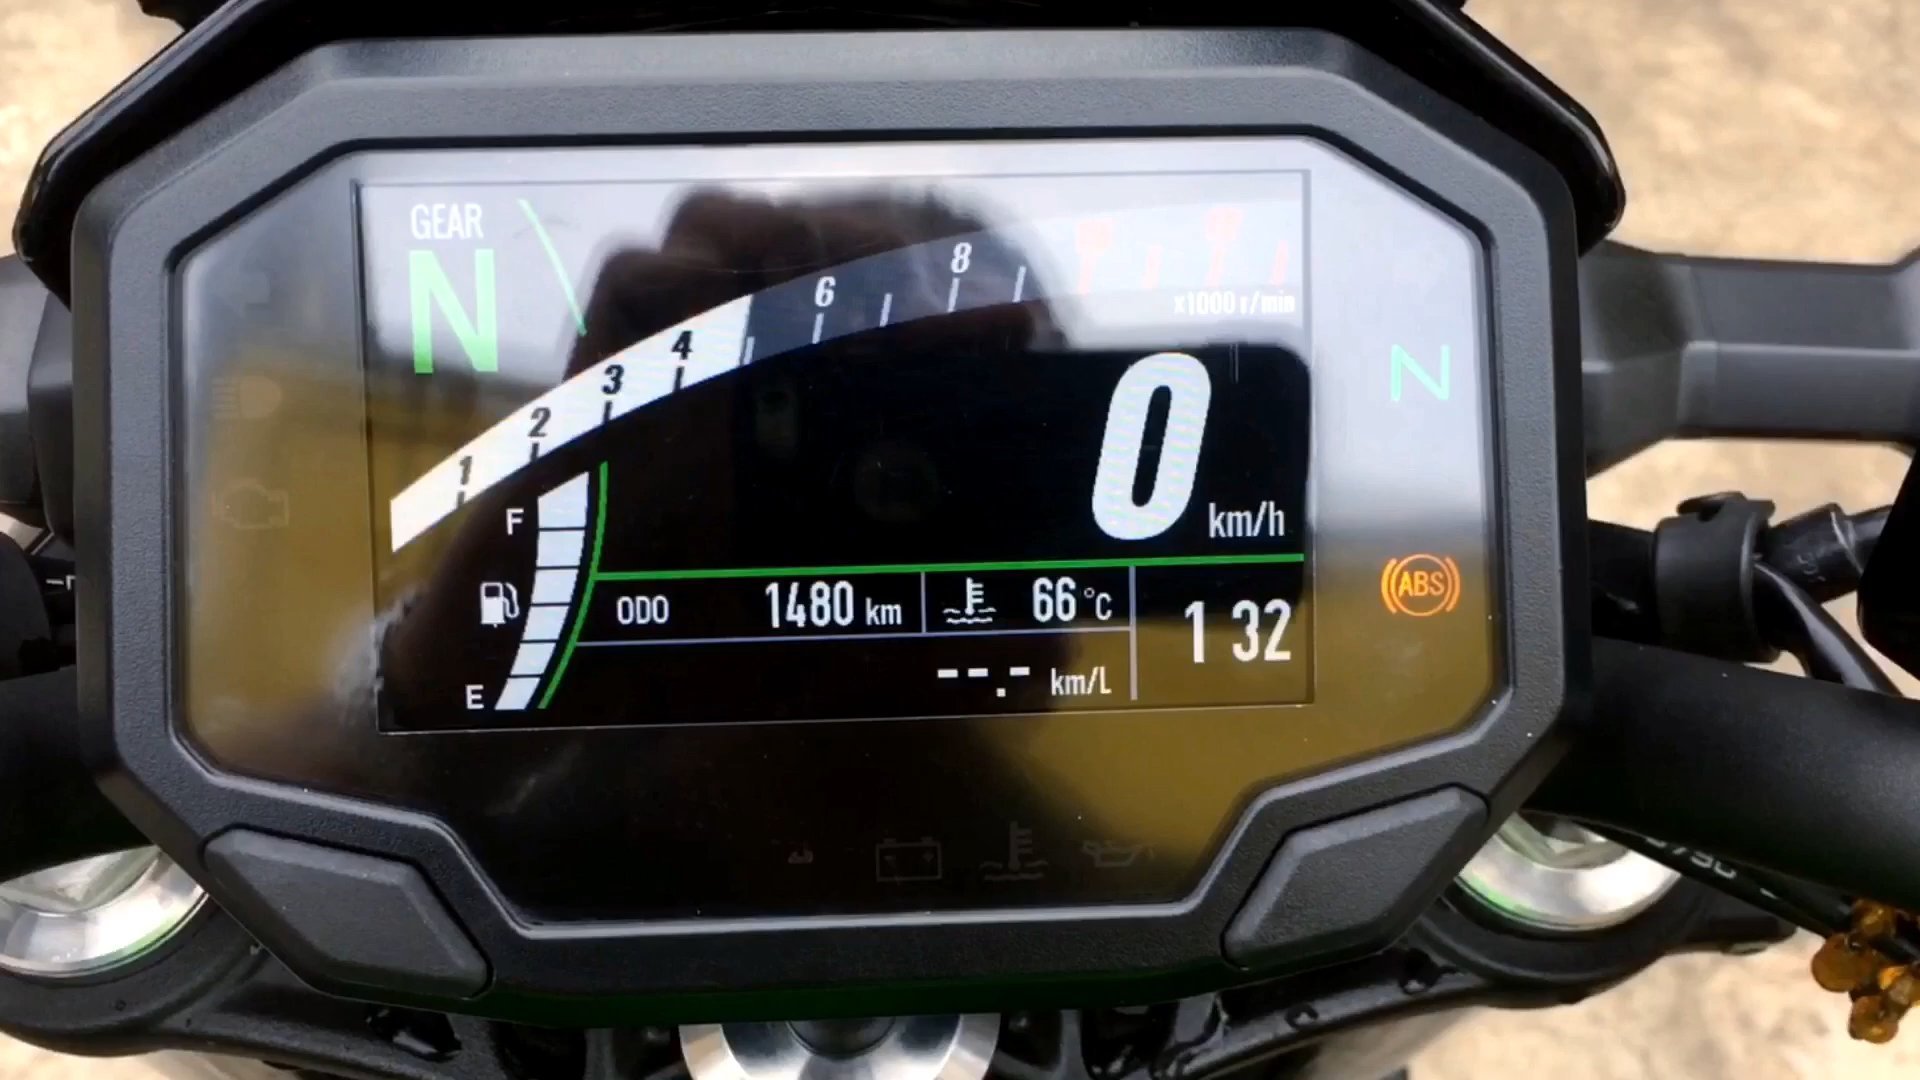 GEAR
N
1 2 3 4 6 8
x1000 r/min
N
0 km/h
F
E
ODO 1480 km 66 °C
1 32
--.- km/L
ABS